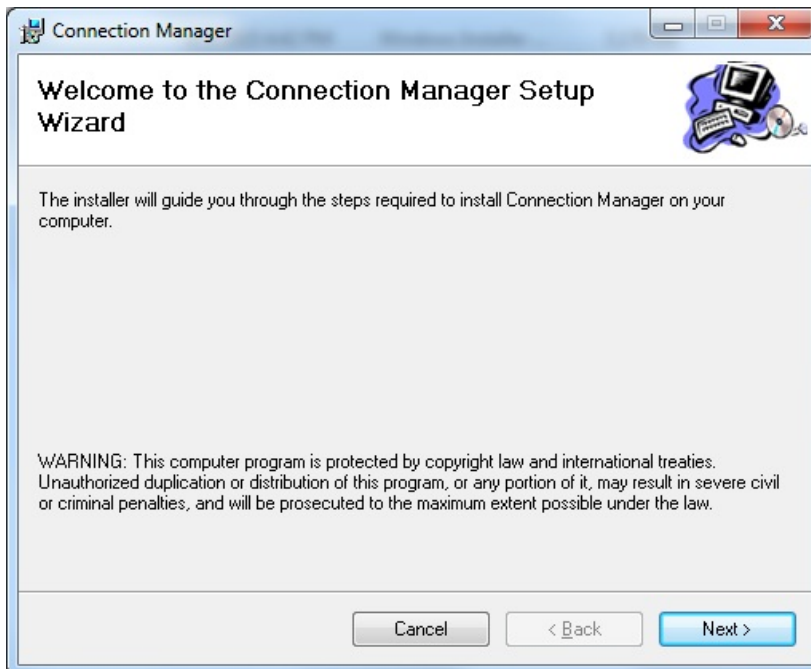 Connection Manager
Welcome to the Connection Manager Setup
Wizard
The installer will guide you through the steps required to install Connection Manager on your
computer.
WARNING: This computer program is protected by copyright law and international treaties.
Unauthorized duplication or distribution of this program, or any portion of it, may result in severe civil
or criminal penalties, and will be prosecuted to the maximum extent possible under the law.
Cancel
< Back
Next >